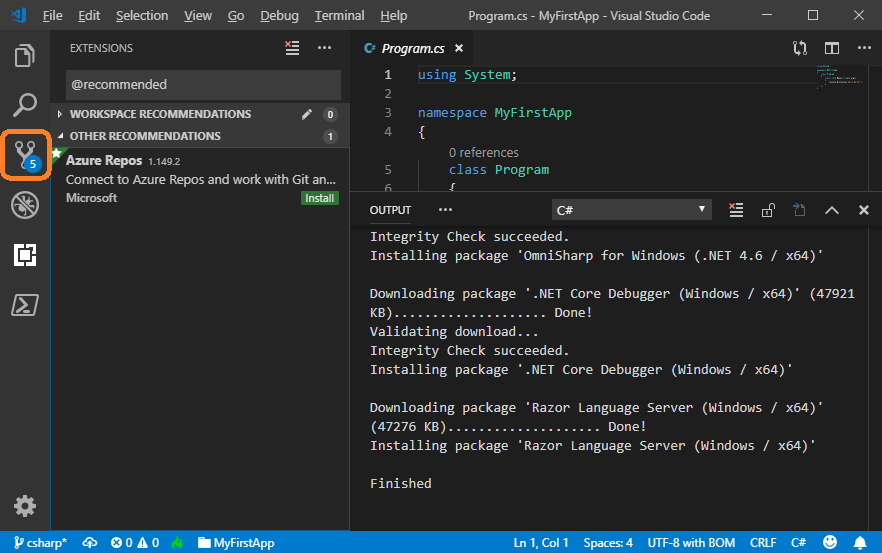 File Edit Selection View Go Debug Terminal Help Program.cs - MyFirstApp - Visual Studio Code
EXTENSIONS
@recommended
WORKSPACE RECOMMENDATIONS 0
OTHER RECOMMENDATIONS 1
5
Azure Repos 1.149.2
Connect to Azure Repos and work with Git an...
Microsoft Install
C# Program.cs
1 using System;
2
3 namespace MyFirstApp
4 {
0 references
5 class Program
6 {
OUTPUT ••• C#
Integrity Check succeeded.
Installing package 'OmniSharp for Windows (.NET 4.6 / x64)'
Downloading package '.NET Core Debugger (Windows / x64)' (47921
KB).................... Done!
Validating download...
Integrity Check succeeded.
Installing package '.NET Core Debugger (Windows / x64)'
Downloading package 'Razor Language Server (Windows / x64)'
(47276 KB).................... Done!
Installing package 'Razor Language Server (Windows / x64)'
Finished
csharp* 0 0 MyFirstApp Ln 1, Col 1 Spaces: 4 UTF-8 with BOM CRLF C#